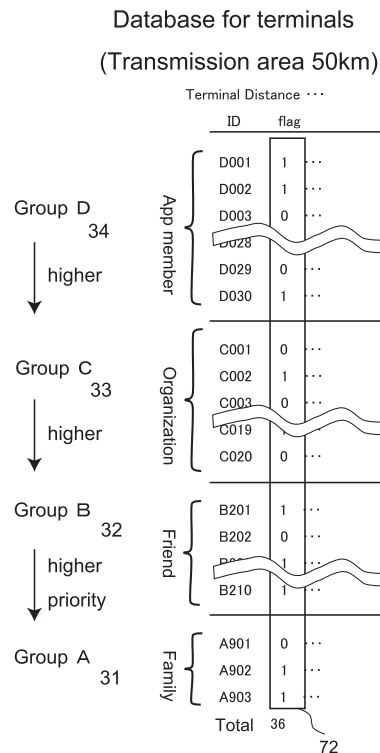 Database for terminals
(Transmission area 50km)
Terminal Distance ···
ID flag
D001 1 ···
D002 1 ···
D003 0
D028
D029 0 ···
D030 1 ···
App member
Group D
34
higher
C001 0 ···
C002 1 ···
C003 0
C019
C020 0 ···
Organization
Group C
33
higher
B201 1 ···
B202 0
1
B210 1 ···
Friend
Group B
32
higher
priority
A901 0 ···
A902 1 ···
A903 1 ···
Family
Group A
31
Total 36
72